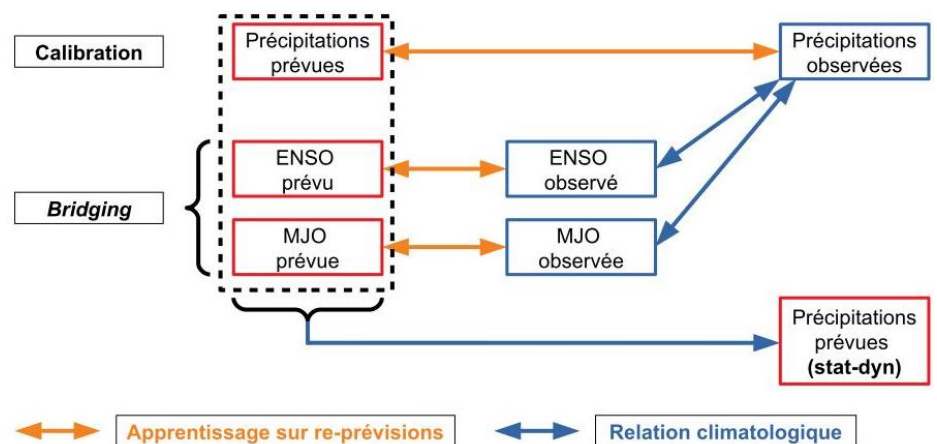 Calibration
Précipitations
prévues
Précipitations
observées
Bridging
ENSO
prévu
ENSO
observé
MJO
prévue
MJO
observée
Précipitations
prévues
(stat-dyn)
Apprentissage sur re-prévisions
Relation climatologique